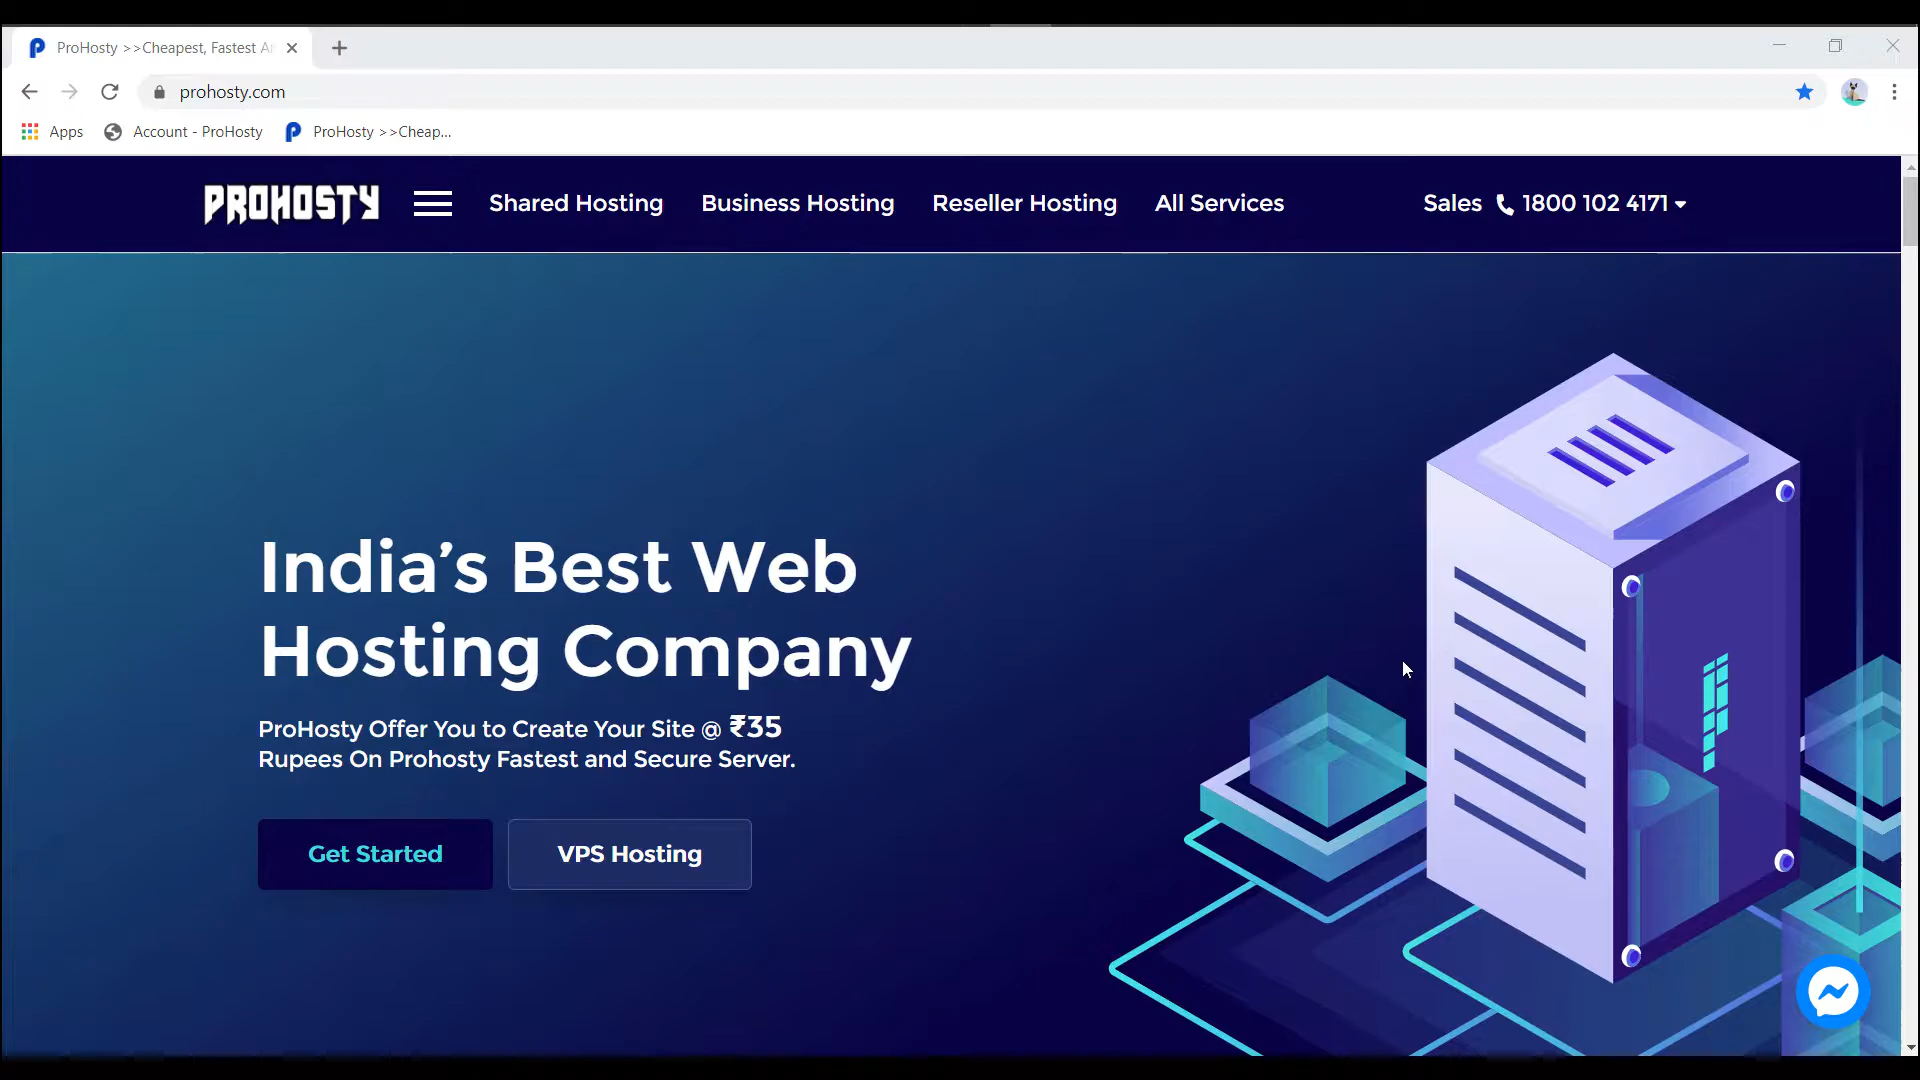 ProHosty >>Cheapest, Fastest A
prohosty.com
Apps
Account - ProHosty
ProHosty >>Cheap...
PROHOSTY
Shared Hosting
Business Hosting
Reseller Hosting
All Services
Sales 1800 102 4171
India’s Best Web
Hosting Company
ProHosty Offer You to Create Your Site @ ₹35
Rupees On Prohosty Fastest and Secure Server.
Get Started
VPS Hosting